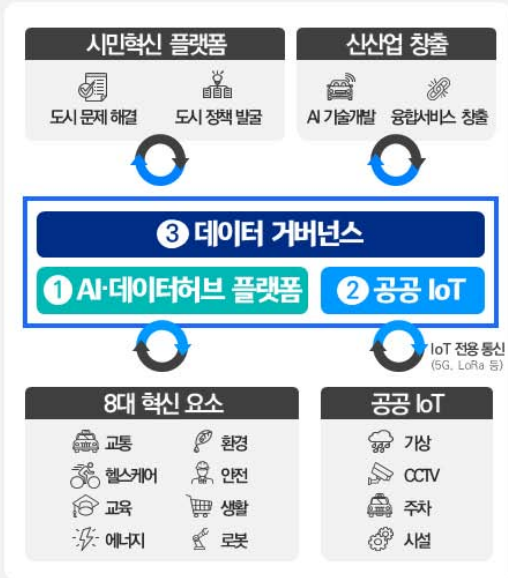 시민혁신 플랫폼
도시 문제 해결
도시 정책 발굴
신산업 창출
AI 기술개발
융합서비스 창출
3 데이터 거버넌스
1 AI·데이터허브 플랫폼
2 공공 IoT
IoT 전용 통신
(5G, LoRa 등)
8대 혁신 요소
교통
환경
헬스케어
안전
교육
생활
에너지
로봇
공공 IoT
기상
CCTV
주차
시설